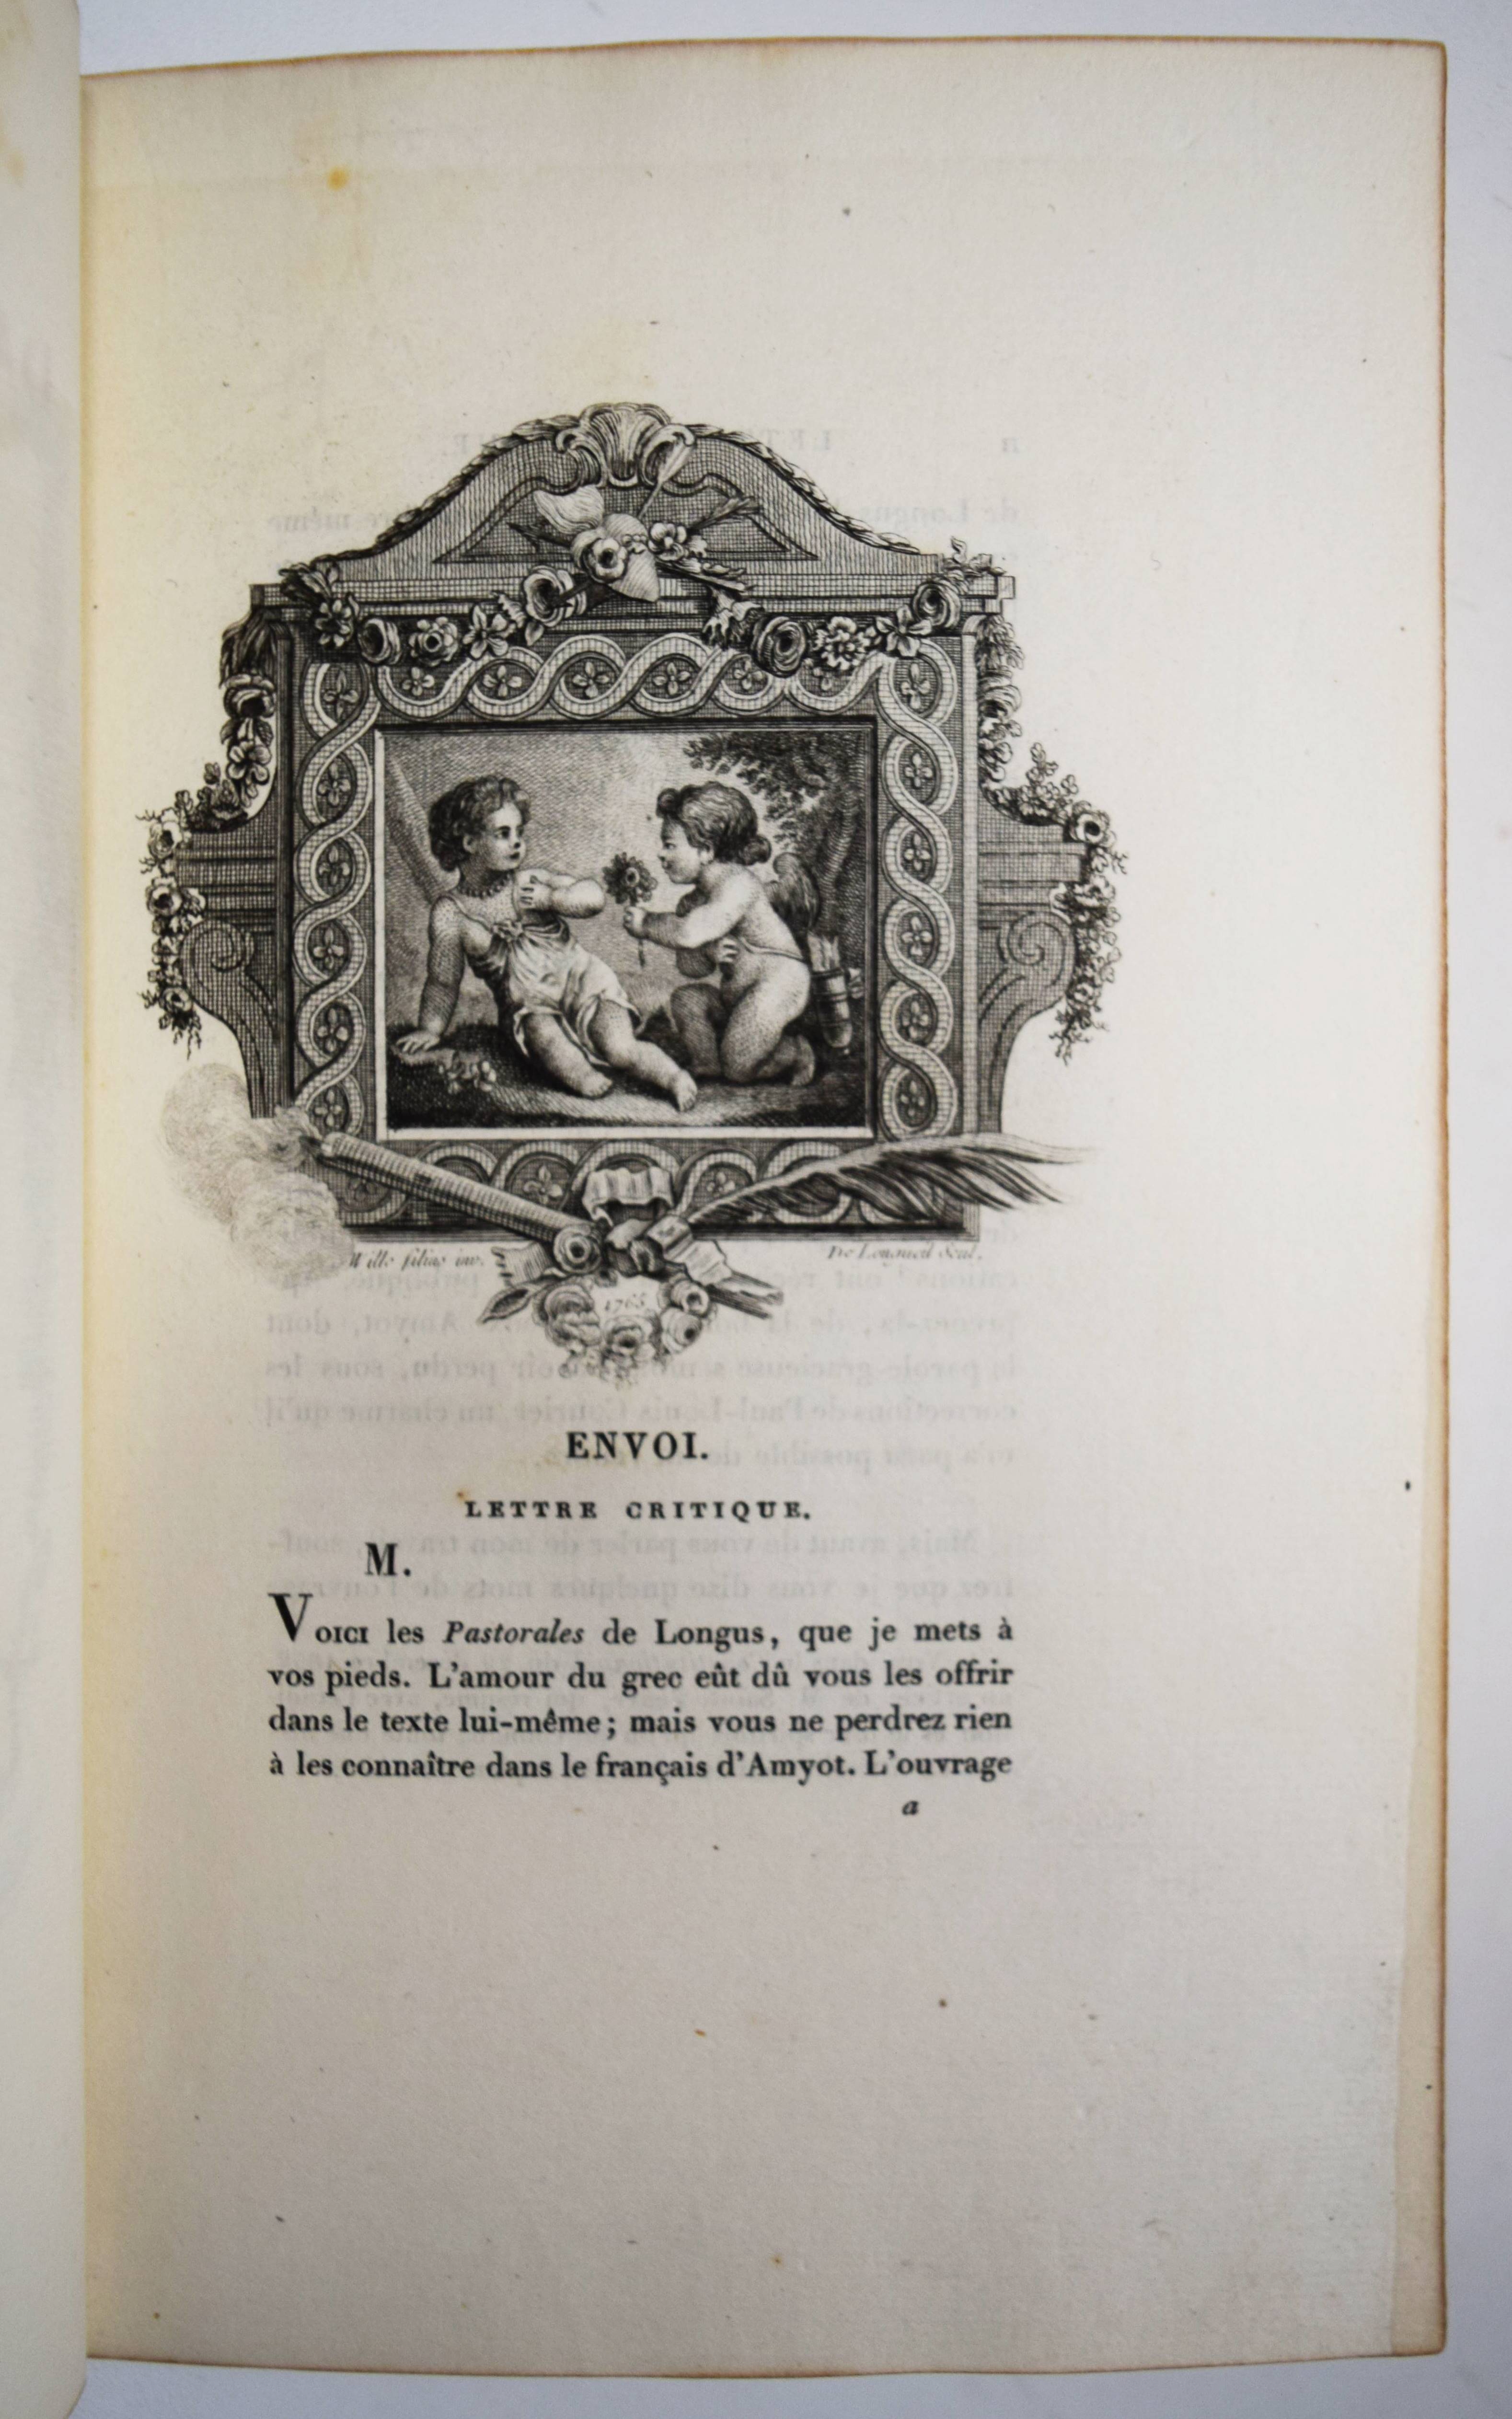 Wille filius inv.
De Longueil Scul.
1765
ENVOI.
LETTRE CRITIQUE.
M.
VOICI les Pastorales de Longus, que je mets à
vos pieds. L'amour du grec eût dû vous les offrir
dans le texte lui-même; mais vous ne perdrez rien
à les connaître dans le français d'Amyot. L'ouvrage
a